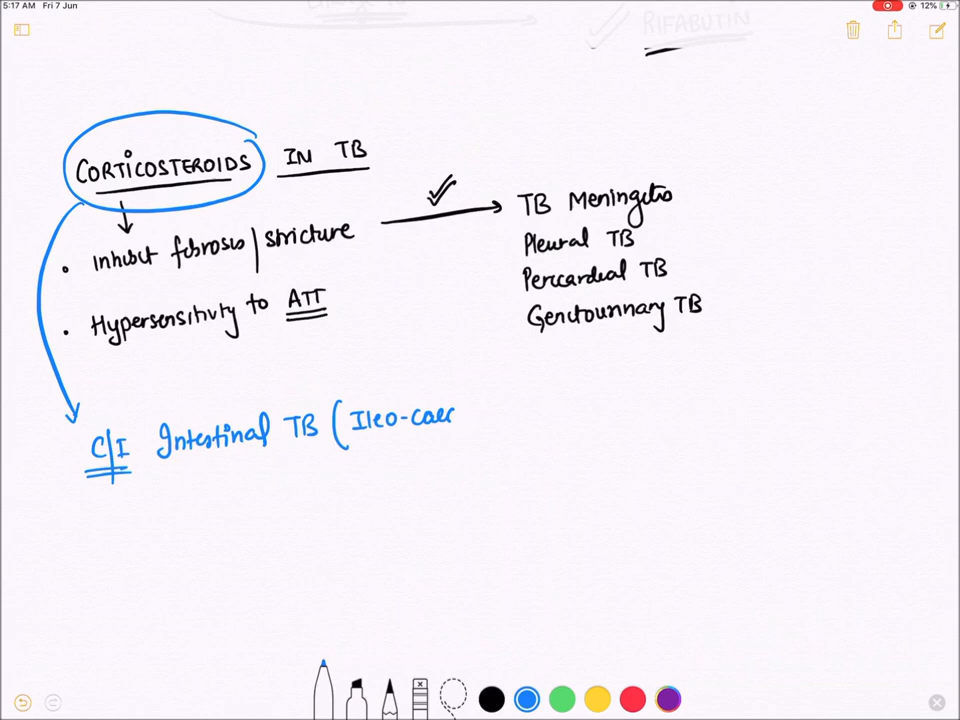 5:17 AM Fri 7 Jun
12%
RIFABUTIN
CORTICOSTEROIDS IN TB
• Inhibit fibrosis | stricture
• Hypersensitivity to ATT
TB Meningitis
Pleural TB
Percardial TB
Genitourinary TB
C/I Intestinal TB (Ileo-caec